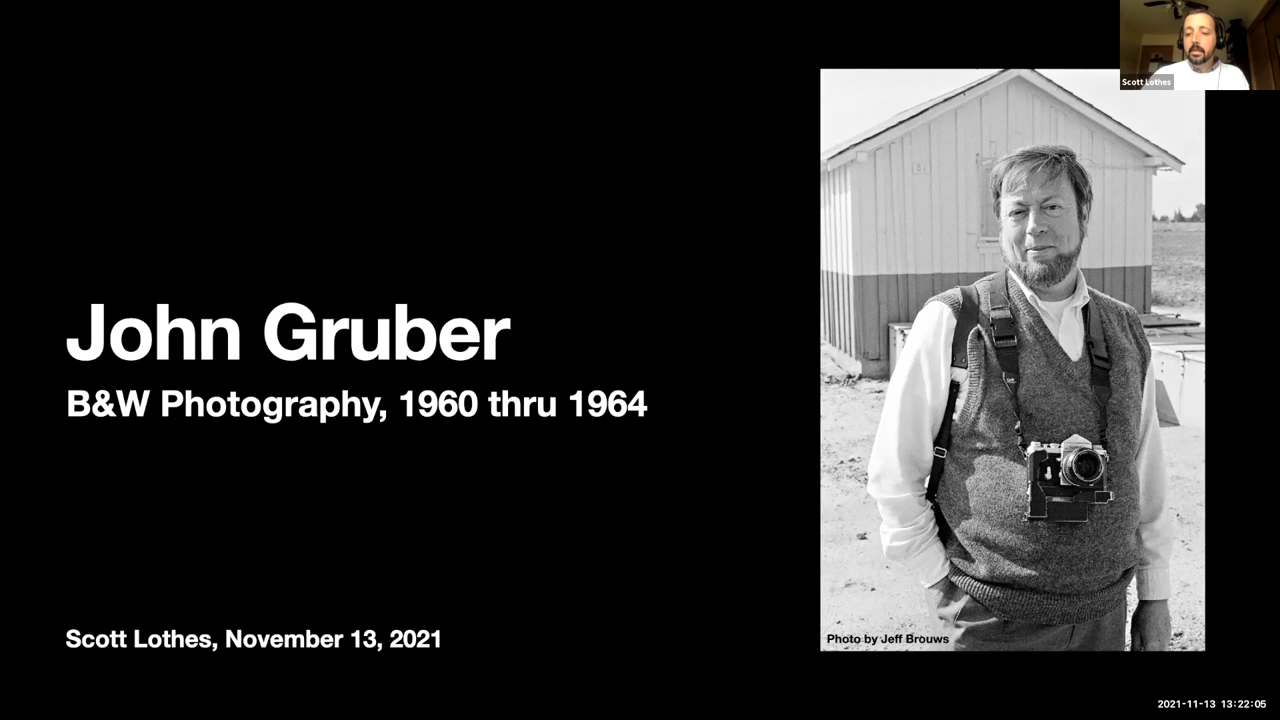 Scott Lothes
John Gruber
B&W Photography, 1960 thru 1964
Scott Lothes, November 13, 2021
Photo by Jeff Brouws
2021-11-13 13:22:05